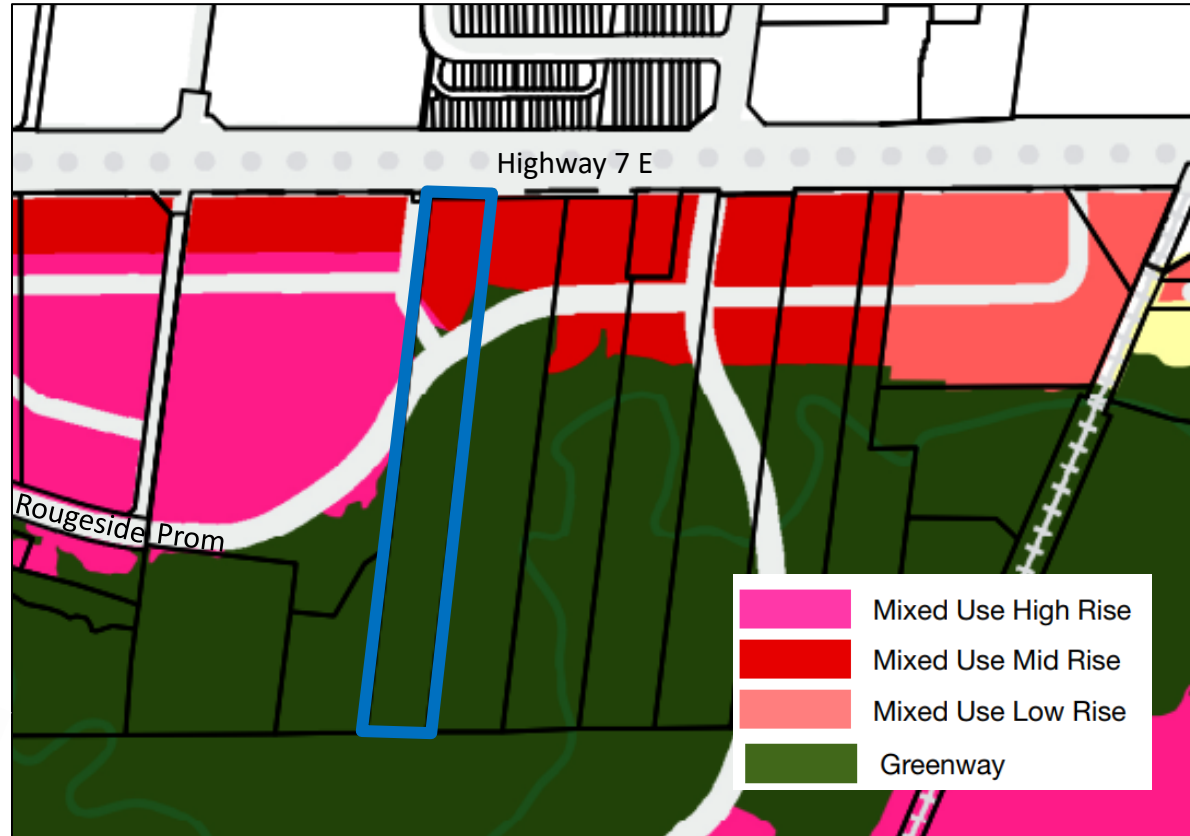 Highway 7 E
Rougeside Prom
Mixed Use High Rise
Mixed Use Mid Rise
Mixed Use Low Rise
Greenway